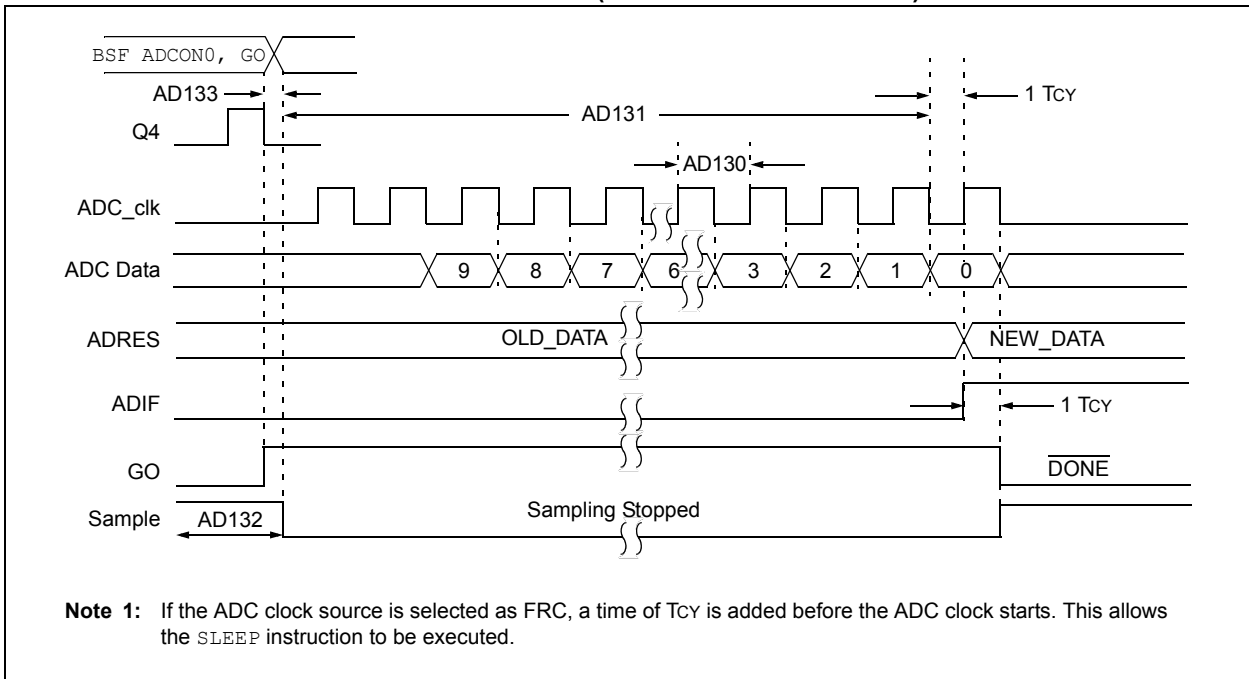 BSF ADCON0, GO
AD133
1 TCY
AD131
Q4
AD130
ADC_clk
ADC Data 9 8 7 6 3 2 1 0
ADRES OLD_DATA NEW_DATA
ADIF 1 TCY
GO DONE
Sample AD132 Sampling Stopped
Note 1: If the ADC clock source is selected as FRC, a time of TCY is added before the ADC clock starts. This allows
the SLEEP instruction to be executed.